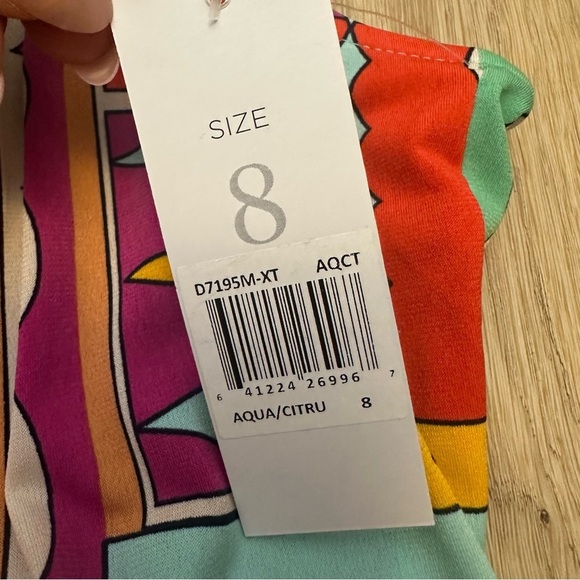 SIZE
8
D7195M-XT AQCT
6 41224 26996 7
AQUA/CITRU 8